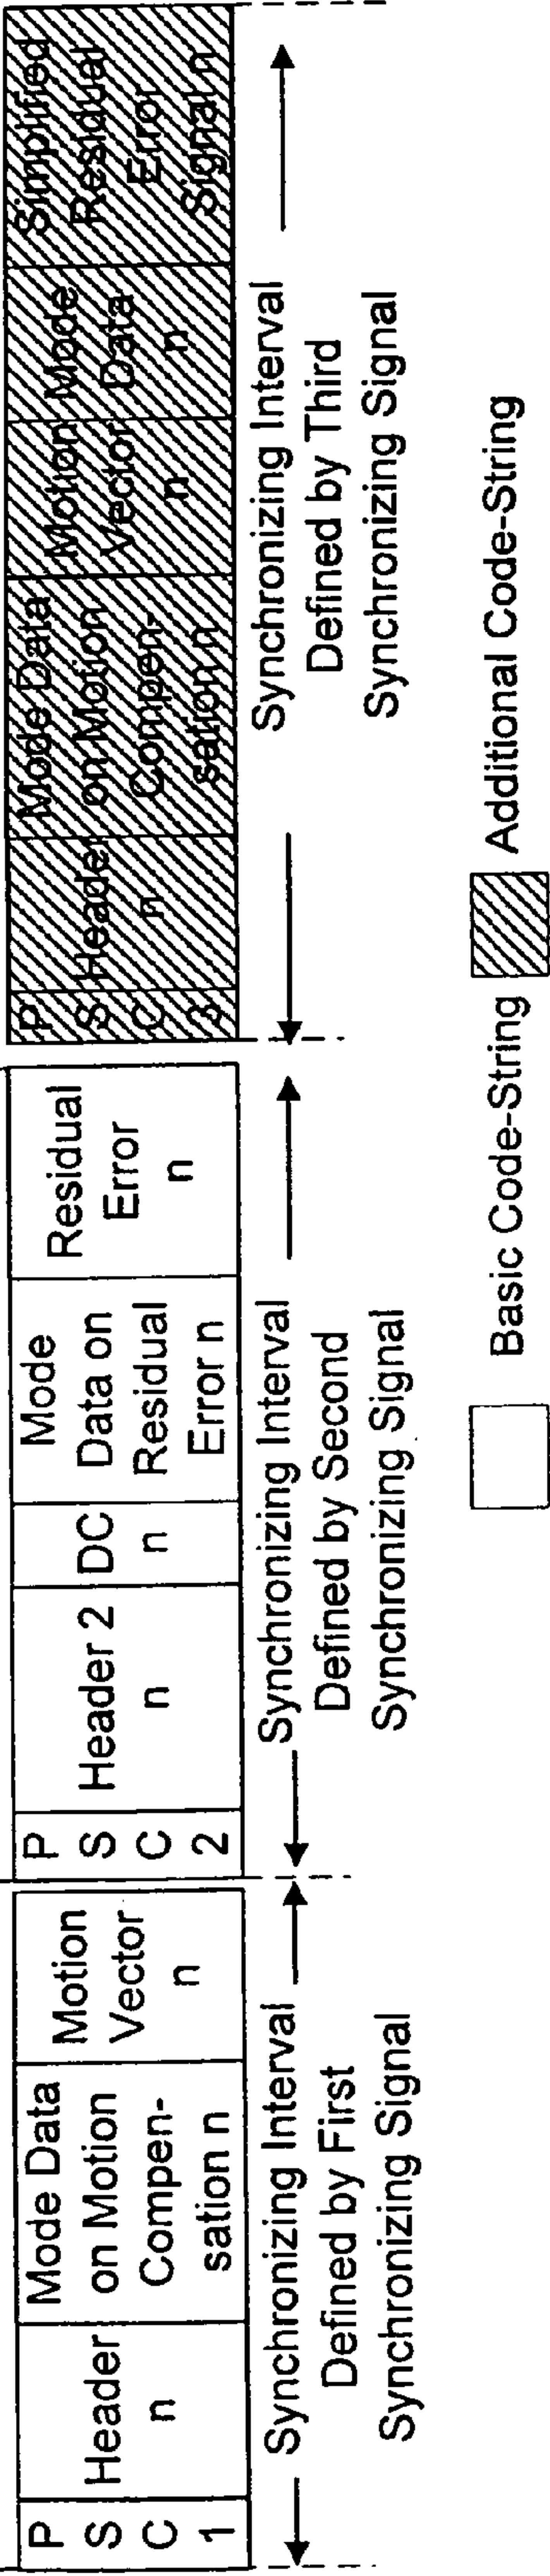 P
S
C
1
Header
n
Mode Data
on Motion
Compen-
sation n
Motion
Vector
n
P
S
C
2
Header 2
n
DC
n
Mode
Data on
Residual
Error n
Residual
Error
n
P
S
C
3
Header
n
Mode Data
on Motion
Compen-
sation n
Motion
Vector
n
Mode
Data
n
Simplified
Residual
Error
Signal n
Synchronizing Interval
Defined by First
Synchronizing Signal
Synchronizing Interval
Defined by Second
Synchronizing Signal
Synchronizing Interval
Defined by Third
Synchronizing Signal
Basic Code-String
Additional Code-String